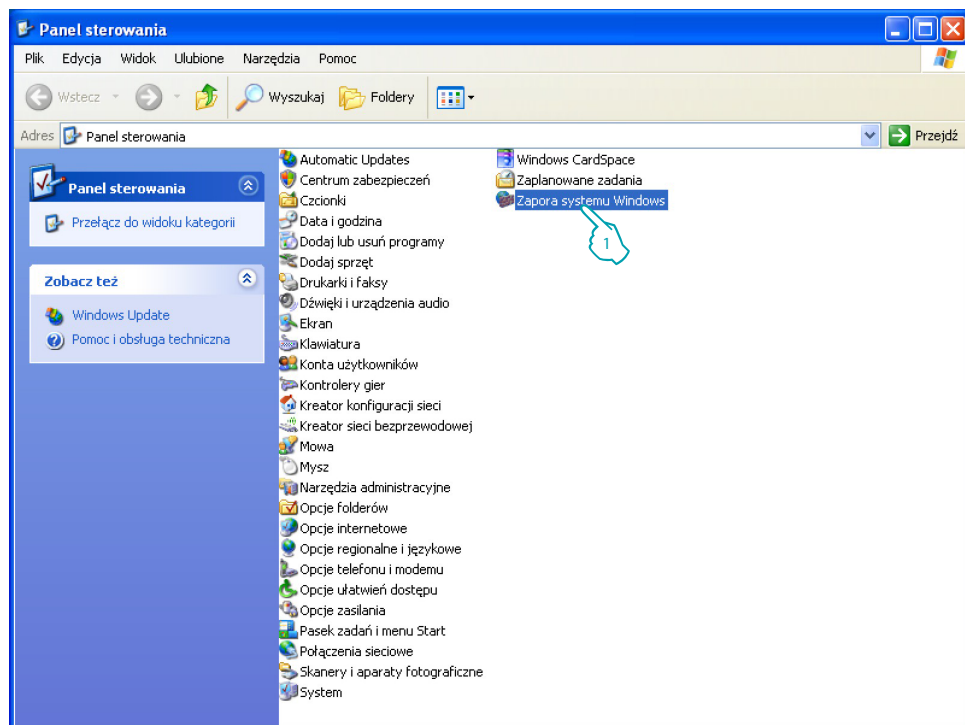 Panel sterowania
Plik Edycja Widok Ulubione Narzędzia Pomoc
Wstecz Wyszukaj Foldery
Adres Panel sterowania Przejdź
Panel sterowania
Przełącz do widoku kategorii
Zobacz też
Windows Update
Pomoc i obsługa techniczna
Automatic Updates
Centrum zabezpieczeń
Czcionki
Data i godzina
Dodaj lub usuń programy
Dodaj sprzęt
Drukarki i faksy
Dźwięki i urządzenia audio
Ekran
Klawiatura
Konta użytkowników
Kontrolery gier
Kreator konfiguracji sieci
Kreator sieci bezprzewodowej
Mowa
Mysz
Narzędzia administracyjne
Opcje folderów
Opcje internetowe
Opcje regionalne i językowe
Opcje telefonu i modemu
Opcje ułatwień dostępu
Opcje zasilania
Pasek zadań i menu Start
Połączenia sieciowe
Skanery i aparaty fotograficzne
System
Windows CardSpace
Zaplanowane zadania
Zapora systemu Windows
1